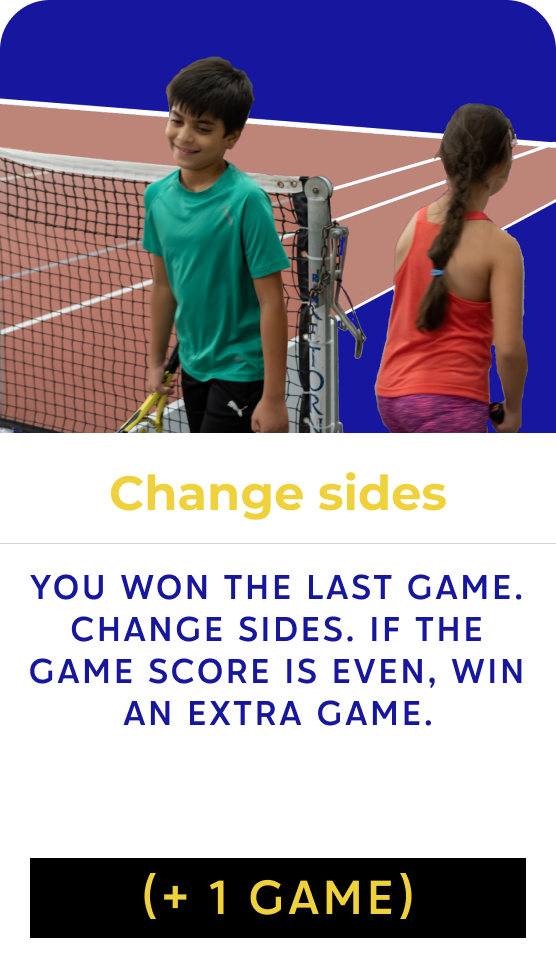 Change sides
YOU WON THE LAST GAME.
CHANGE SIDES. IF THE
GAME SCORE IS EVEN, WIN
AN EXTRA GAME.
(+ 1 GAME)